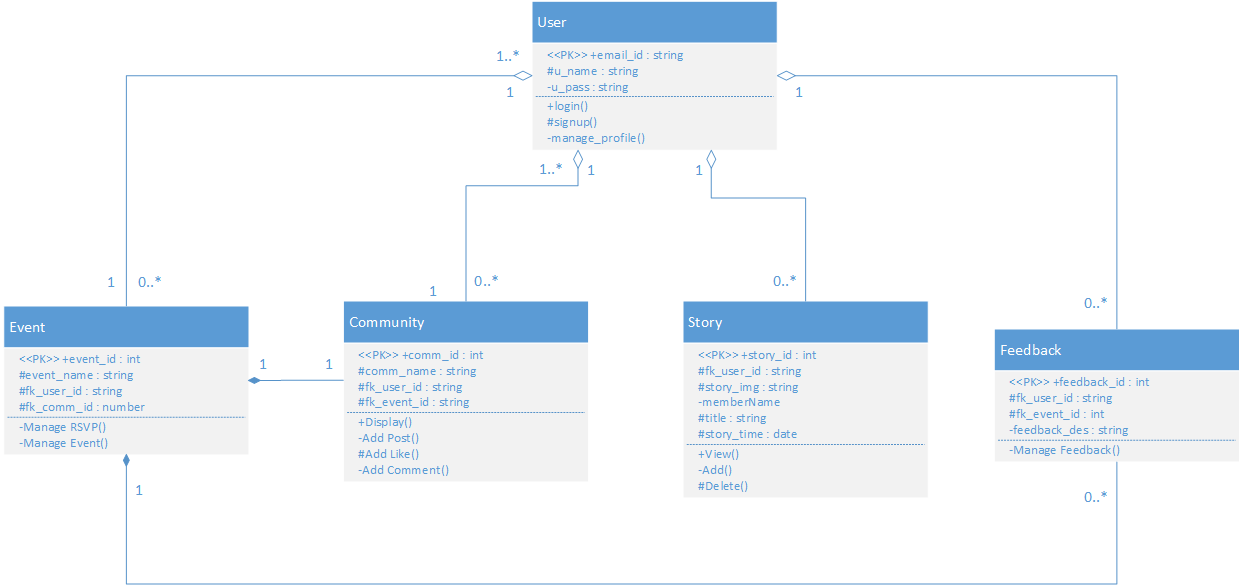 User
<<PK>> +email_id : string
#u_name : string
-u_pass : string
+login()
#signup()
-manage_profile()
1..*
1
1
1..*
1
1
1
0..*
1
0..*
0..*
0..*
Event
<<PK>> +event_id : int
#event_name : string
#fk_user_id : string
#fk_comm_id : number
-Manage RSVP()
-Manage Event()
1
1
1
Community
<<PK>> +comm_id : int
#comm_name : string
#fk_user_id : string
#fk_event_id : string
+Display()
-Add Post()
#Add Like()
-Add Comment()
Story
<<PK>> +story_id : int
#fk_user_id : string
#story_img : string
-memberName
#title : string
#story_time : date
+View()
-Add()
#Delete()
Feedback
<<PK>> +feedback_id : int
#fk_user_id : string
#fk_event_id : int
-feedback_des : string
-Manage Feedback()
0..*